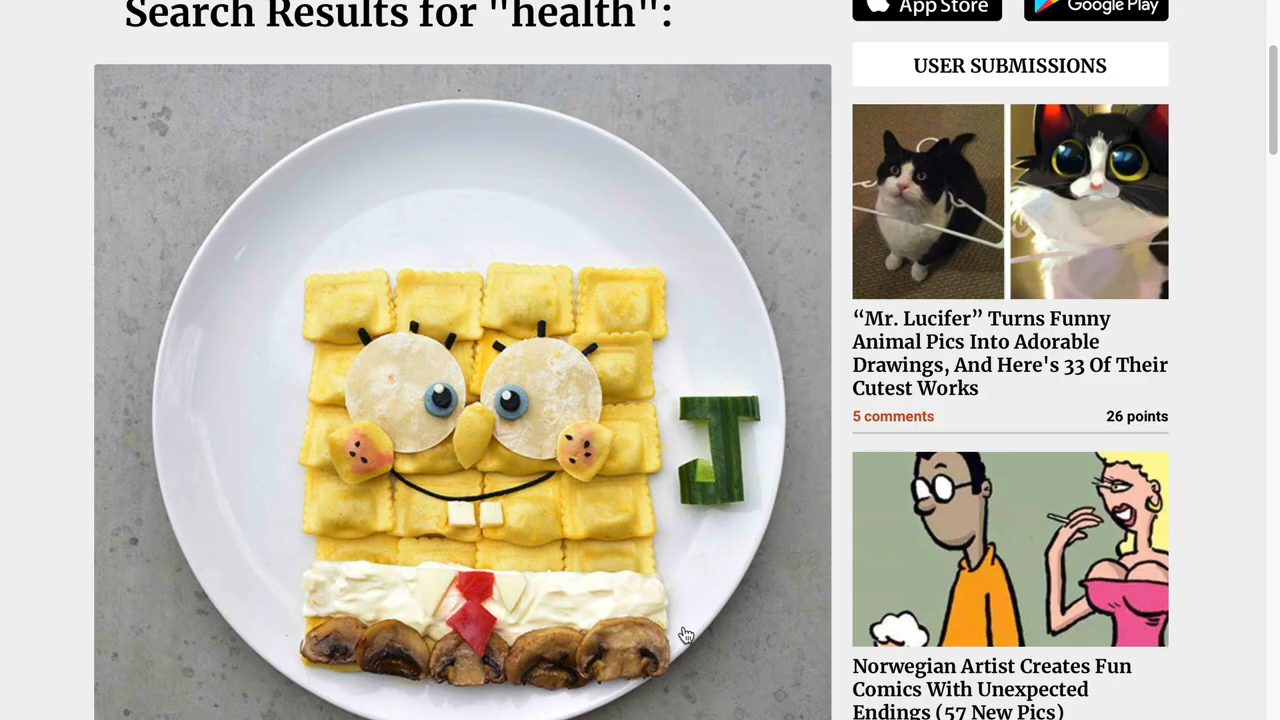 Search Results for "health":
App Store
Google Play
USER SUBMISSIONS
“Mr. Lucifer” Turns Funny
Animal Pics Into Adorable
Drawings, And Here's 33 Of Their
Cutest Works
5 comments
26 points
J
Norwegian Artist Creates Fun
Comics With Unexpected
Endings (57 New Pics)